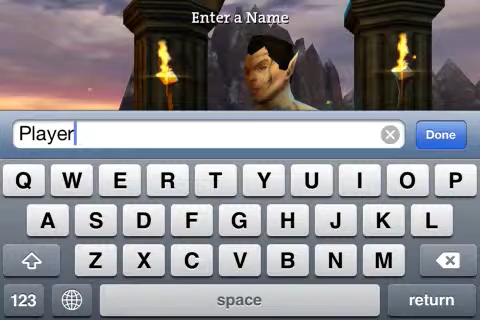 Enter a Name
Player
Done
Q W E R T Y U I O P
A S D F G H J K L
Z X C V B N M
123 space return